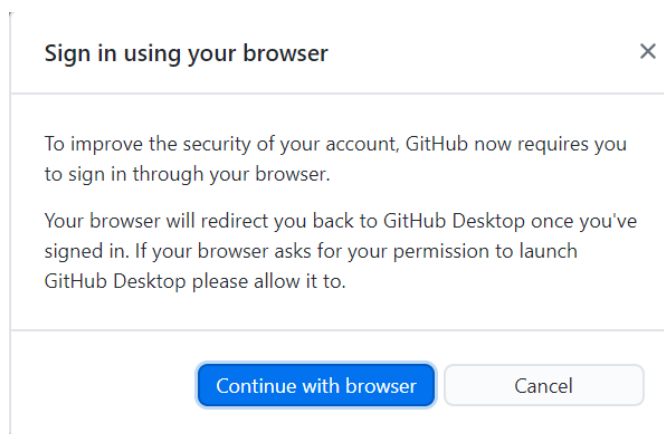 Sign in using your browser
To improve the security of your account, GitHub now requires you
to sign in through your browser.
Your browser will redirect you back to GitHub Desktop once you've
signed in. If your browser asks for your permission to launch
GitHub Desktop please allow it to.
Continue with browser
Cancel